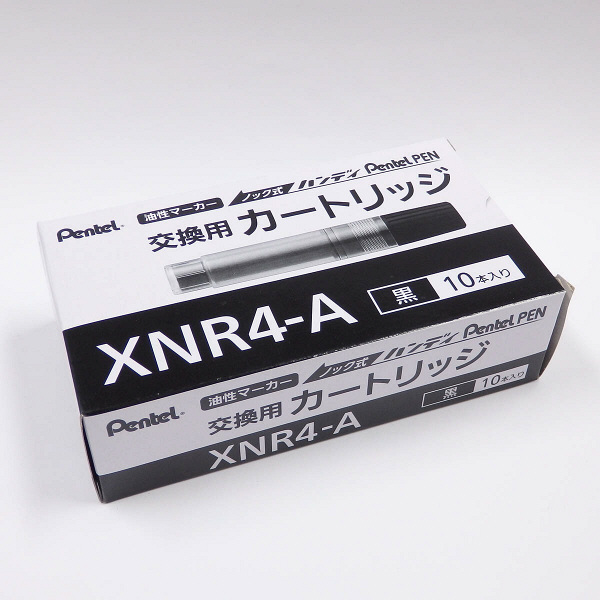 Pentel®
油性マーカー ノック式 ハンディ Pentel PEN
交換用 カートリッジ
XNR4-A 黒 10本入り
Pentel®
油性マーカー ノック式 ハンディ Pentel PEN
交換用 カートリッジ
XNR4-A 黒 10本入り